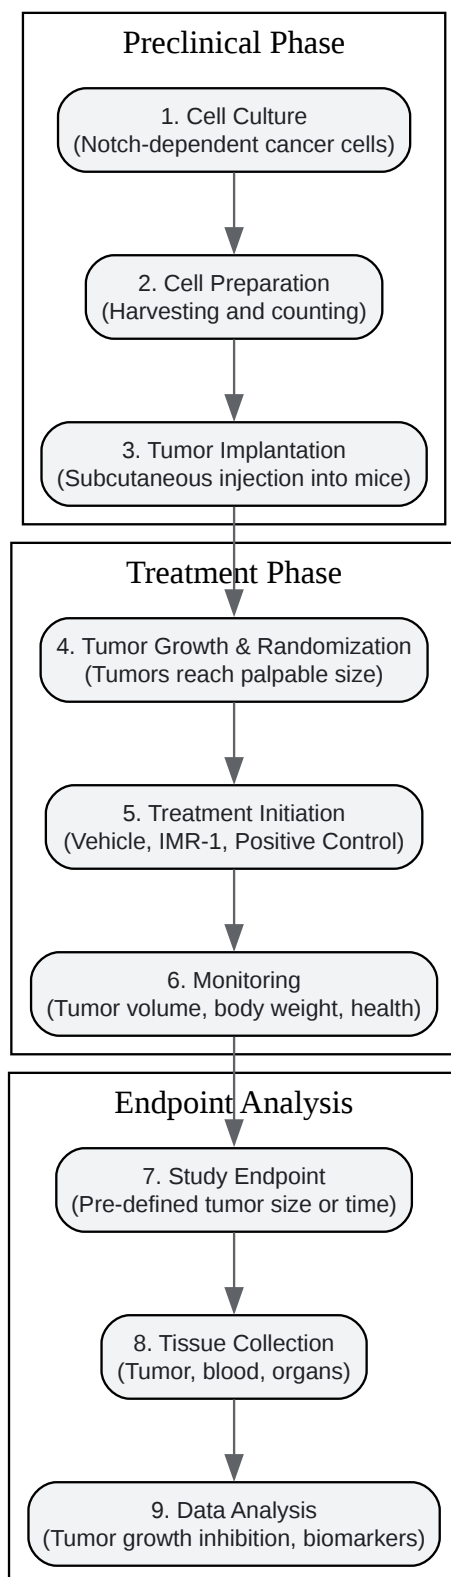 Preclinical Phase
1. Cell Culture
(Notch-dependent cancer cells)
2. Cell Preparation
(Harvesting and counting)
3. Tumor Implantation
(Subcutaneous injection into mice)
Treatment Phase
4. Tumor Growth & Randomization
(Tumors reach palpable size)
5. Treatment Initiation
(Vehicle, IMR-1, Positive Control)
6. Monitoring
(Tumor volume, body weight, health)
Endpoint Analysis
7. Study Endpoint
(Pre-defined tumor size or time)
8. Tissue Collection
(Tumor, blood, organs)
9. Data Analysis
(Tumor growth inhibition, biomarkers)